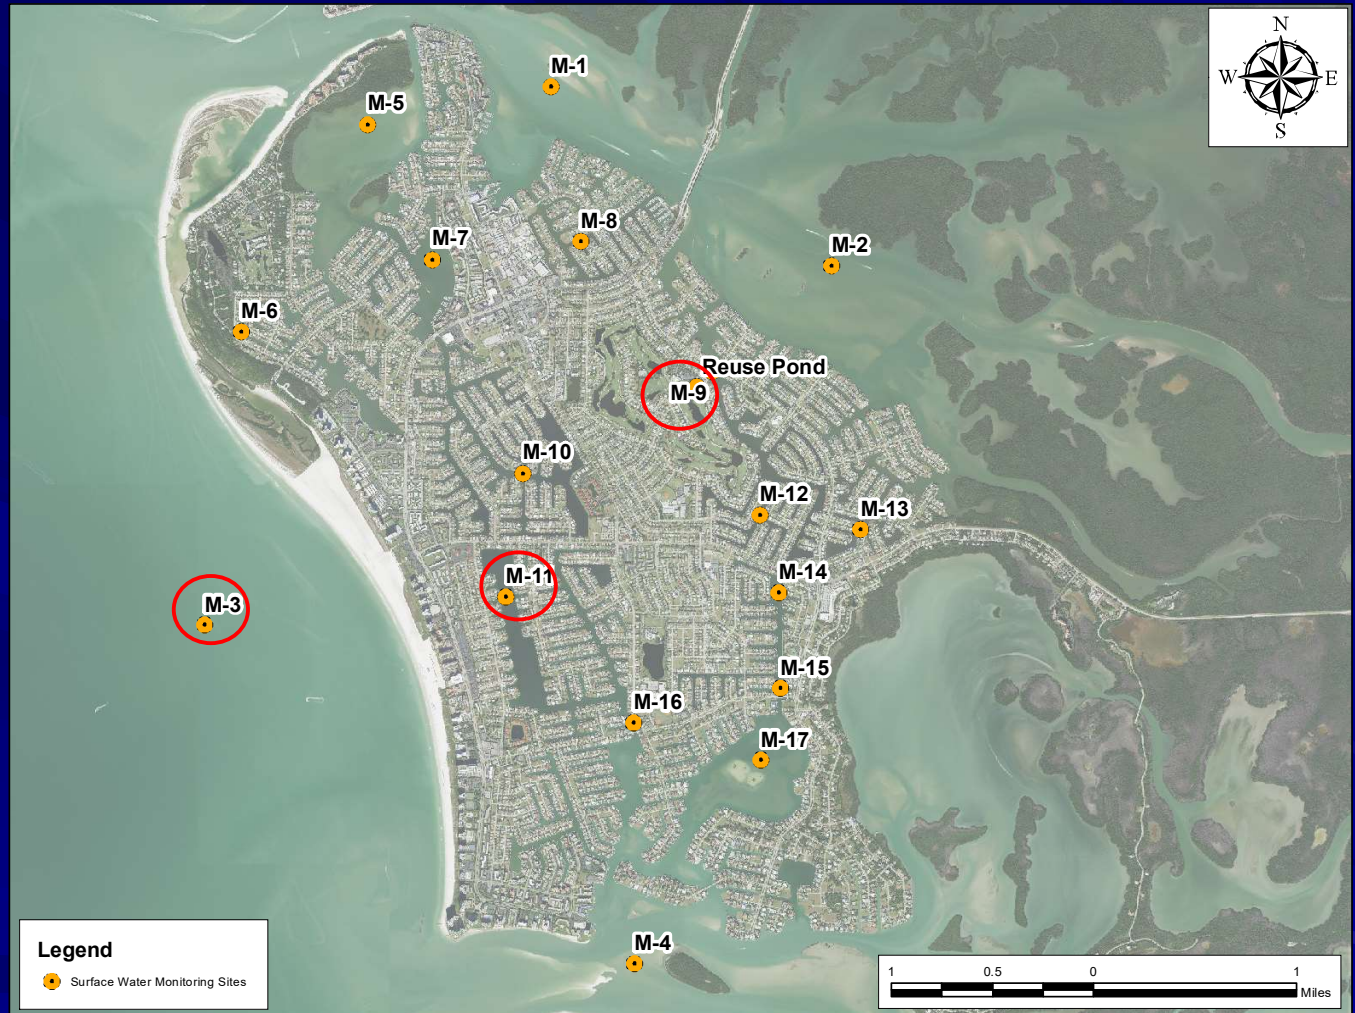 N
W E
S
M-1
M-5
M-8
M-7
M-2
M-6
Reuse Pond
M-9
M-10
M-12
M-13
M-11
M-14
M-3
M-15
M-16
M-17
M-4
Legend
Surface Water Monitoring Sites
1 0.5 0 1
Miles